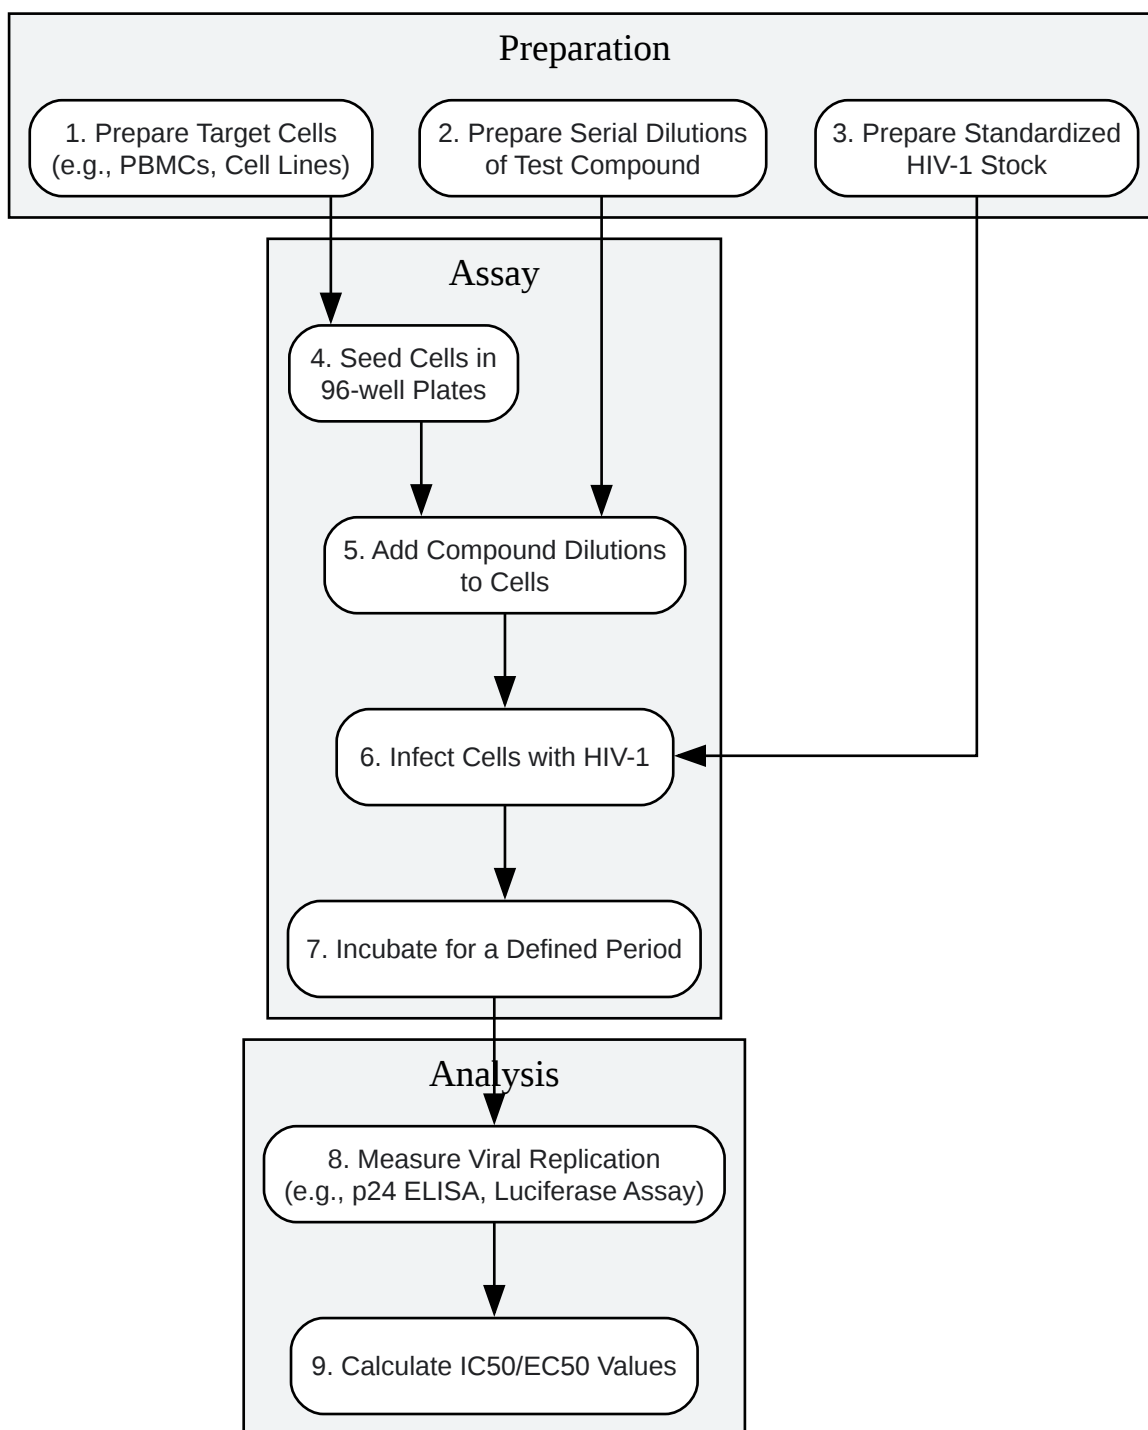 Preparation
1. Prepare Target Cells
(e.g., PBMCs, Cell Lines)
2. Prepare Serial Dilutions
of Test Compound
3. Prepare Standardized
HIV-1 Stock
Assay
4. Seed Cells in
96-well Plates
5. Add Compound Dilutions
to Cells
6. Infect Cells with HIV-1
7. Incubate for a Defined Period
Analysis
8. Measure Viral Replication
(e.g., p24 ELISA, Luciferase Assay)
9. Calculate IC50/EC50 Values